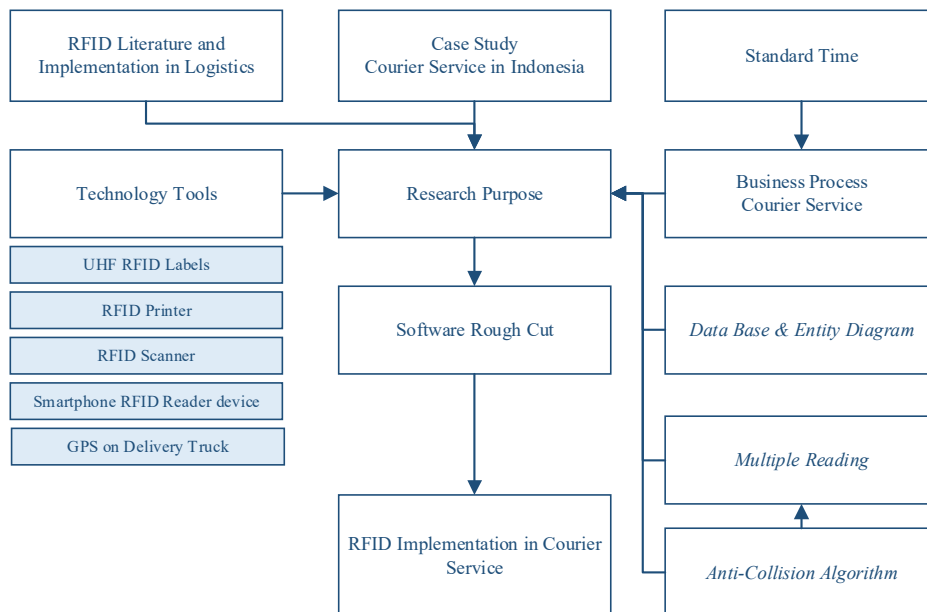 RFID Literature and
Implementation in Logistics
Case Study
Courier Service in Indonesia
Standard Time
Technology Tools
Research Purpose
Business Process
Courier Service
UHF RFID Labels
RFID Printer
RFID Scanner
Smartphone RFID Reader device
GPS on Delivery Truck
Software Rough Cut
Data Base & Entity Diagram
Multiple Reading
RFID Implementation in Courier
Service
Anti-Collision Algorithm